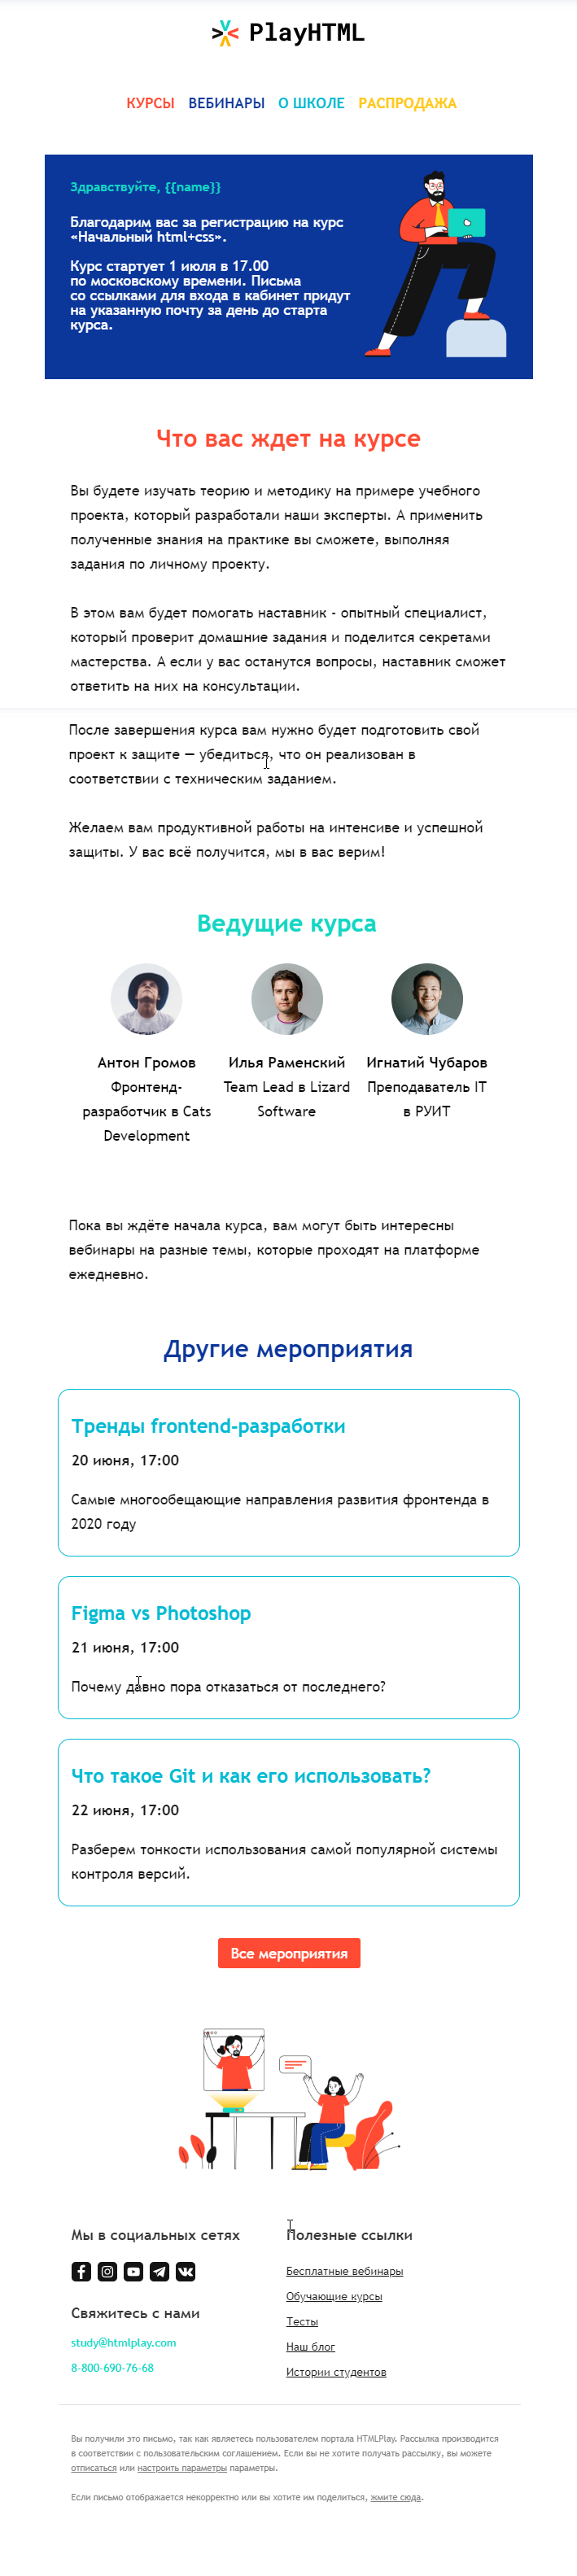 PlayHTML
КУРСЫ ВЕБИНАРЫ О ШКОЛЕ РАСПРОДАЖА
Здравствуйте, {{name}}
Благодарим вас за регистрацию на курс
«Начальный html+css».
Курс стартует 1 июля в 17.00
по московскому времени. Письма
со ссылками для входа в кабинет придут
на указанную почту за день до старта
курса.
Что вас ждет на курсе
Вы будете изучать теорию и методику на примере учебного
проекта, который разработали наши эксперты. А применить
полученные знания на практике вы сможете, выполняя
задания по личному проекту.
В этом вам будет помогать наставник - опытный специалист,
который проверит домашние задания и поделится секретами
мастерства. А если у вас останутся вопросы, наставник сможет
ответить на них на консультации.
После завершения курса вам нужно будет подготовить свой
проект к защите — убедиться, что он реализован в
соответствии с техническим заданием.
Желаем вам продуктивной работы на интенсиве и успешной
защиты. У вас всё получится, мы в вас верим!
Ведущие курса
Антон Громов
Фронтенд-
разработчик в Cats
Development
Илья Раменский
Team Lead в Lizard
Software
Игнатий Чубаров
Преподаватель IT
в РУИТ
Пока вы ждёте начала курса, вам могут быть интересны
вебинары на разные темы, которые проходят на платформе
ежедневно.
Другие мероприятия
Тренды frontend-разработки
20 июня, 17:00
Самые многообещающие направления развития фронтенда в
2020 году
Figma vs Photoshop
21 июня, 17:00
Почему давно пора отказаться от последнего?
Что такое Git и как его использовать?
22 июня, 17:00
Разберем тонкости использования самой популярной системы
контроля версий.
Все мероприятия
Мы в социальных сетях
Свяжитесь с нами
study@htmlplay.com
8-800-690-76-68
Полезные ссылки
Бесплатные вебинары
Обучающие курсы
Тесты
Наш блог
Истории студентов
Вы получили это письмо, так как являетесь пользователем портала HTMLPlay. Рассылка производится
в соответствии с пользовательским соглашением. Если вы не хотите получать рассылку, вы можете
отписаться или настроить параметры параметры.
Если письмо отображается некорректно или вы хотите им поделиться, жмите сюда.